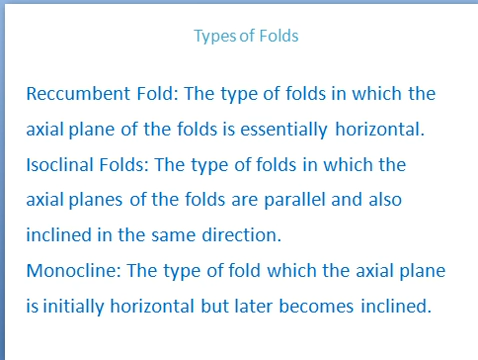 Types of Folds
Reccumbent Fold: The type of folds in which the
axial plane of the folds is essentially horizontal.
Isoclinal Folds: The type of folds in which the
axial planes of the folds are parallel and also
inclined in the same direction.
Monocline: The type of fold which the axial plane
is initially horizontal but later becomes inclined.